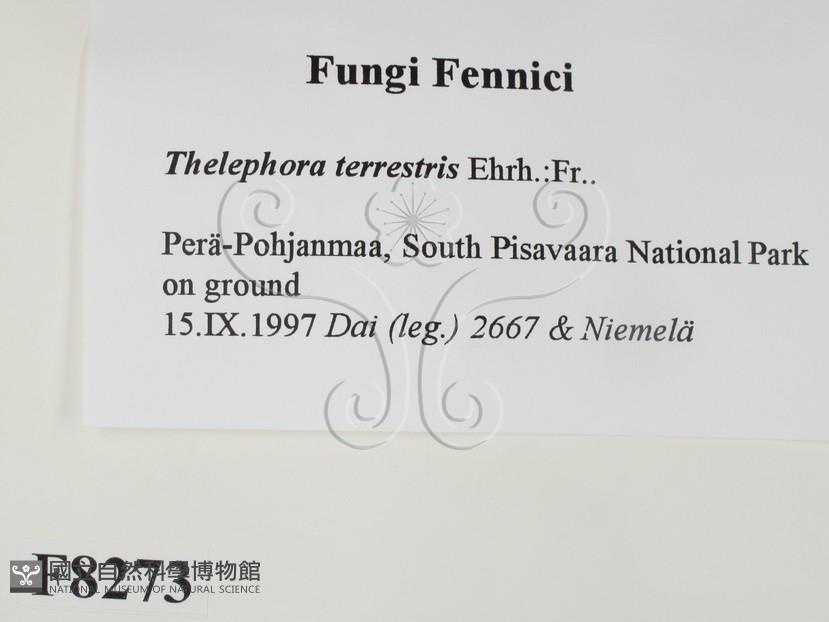 Fungi Fennici
Thelephora terrestris Ehrh.:Fr..
Perä-Pohjanmaa, South Pisavaara National Park
on ground
15.IX.1997 Dai (leg.) 2667 & Niemelä
F8273
國立自然科學博物館
NATIONAL MUSEUM OF NATURAL SCIENCE